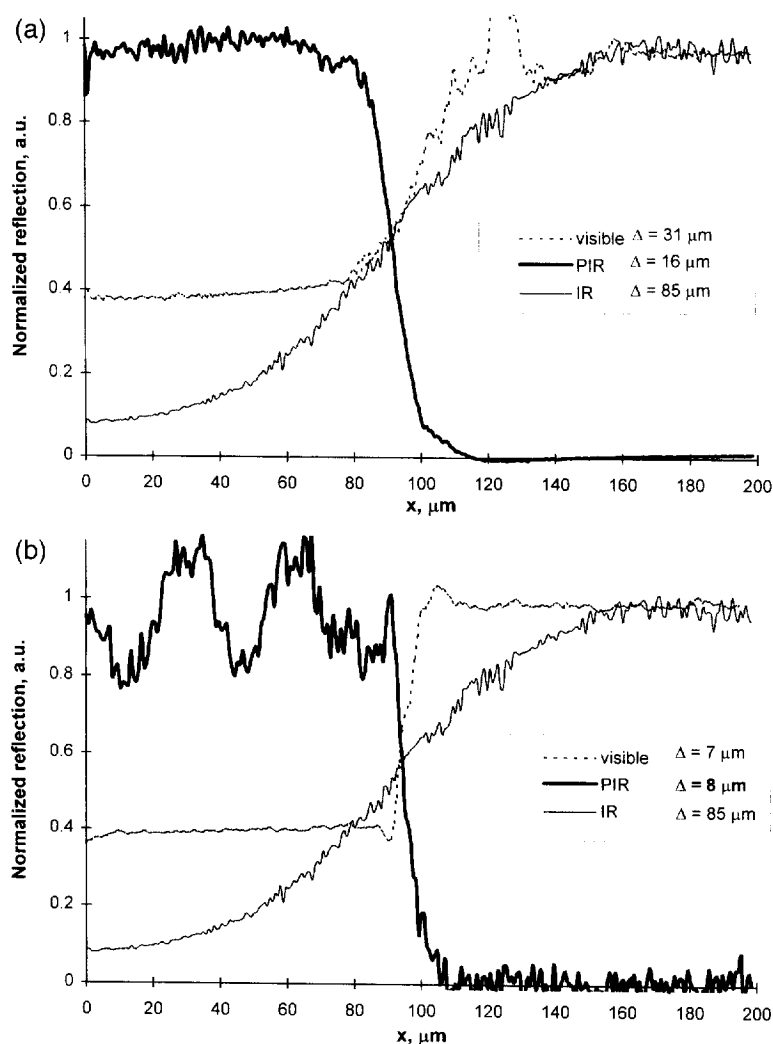 (a)
Normalized reflection, a.u.
1
0.8
0.6
0.4
0.2
0
visible Δ = 31 μm
PIR Δ = 16 μm
IR Δ = 85 μm
0 20 40 60 80 100 120 140 160 180 200
x, μm
(b)
Normalized reflection, a.u.
1
0.8
0.6
0.4
0.2
0
visible Δ = 7 μm
PIR Δ = 8 μm
IR Δ = 85 μm
0 20 40 60 80 100 120 140 160 180 200
x, μm